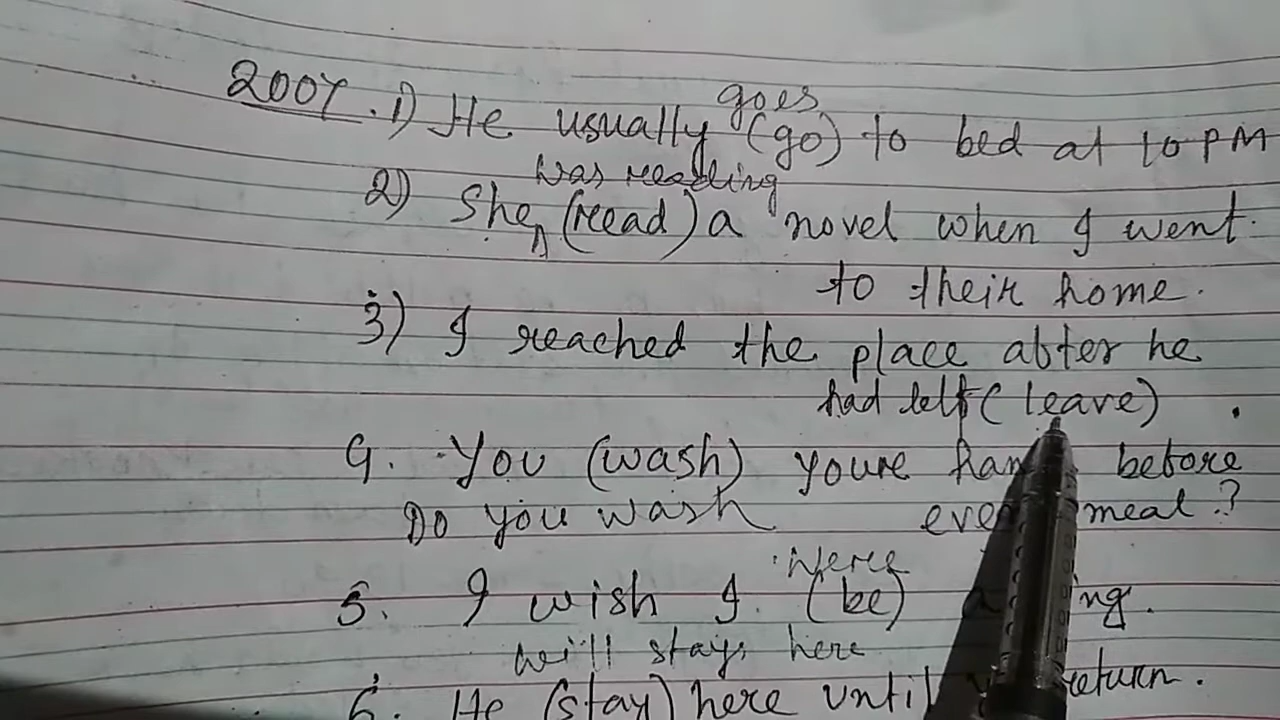 2007. 1) He usually goes (go) to bed at 10 PM
was reading
2) She (read) a novel when I went
to their home.
3) I reached the place after he
had left (leave) .
4. You (wash) youre before
Do you wash meal?
were
5. I wish I (be) a
will stays here
6. He (stay) here until return.